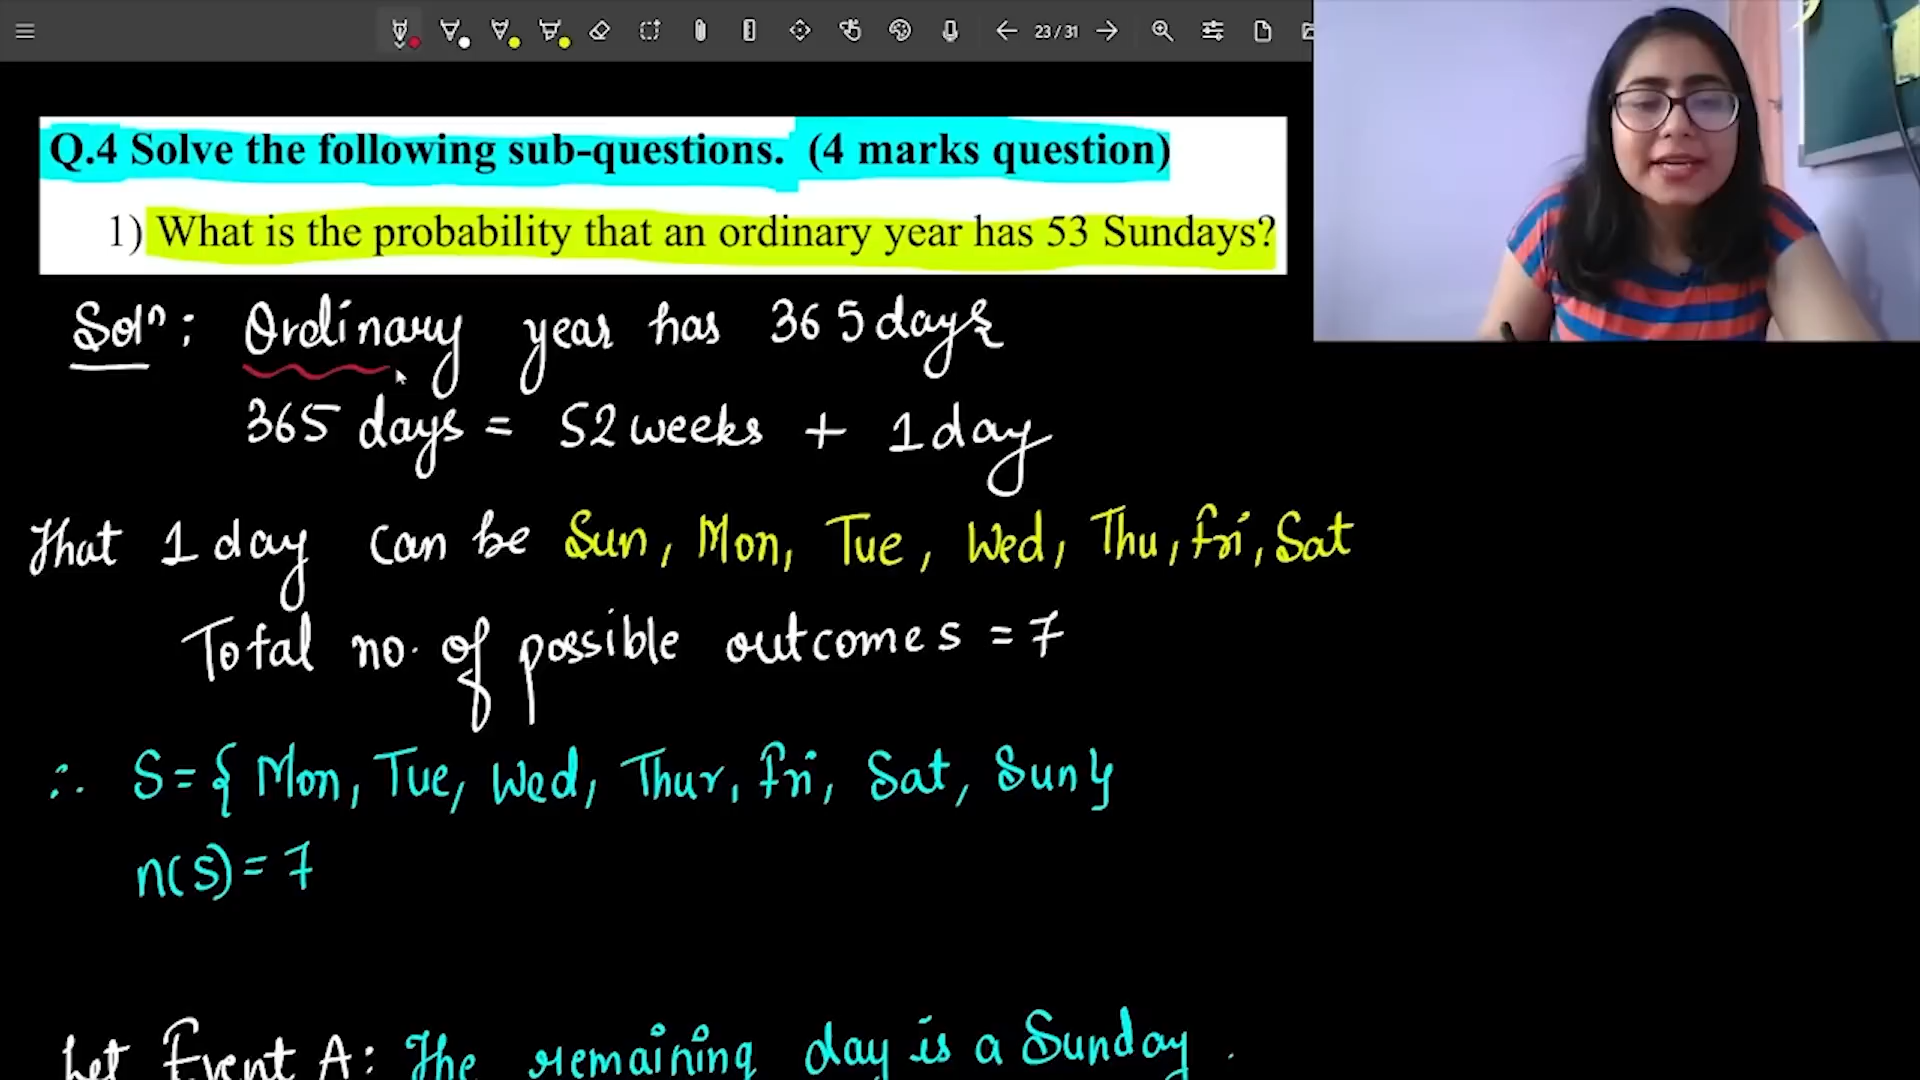 23 / 31
Q.4 Solve the following sub-questions. (4 marks question)
1) What is the probability that an ordinary year has 53 Sundays?
Solⁿ : Ordinary year has 365 days
365 days = 52 weeks + 1 day
That 1 day can be Sun, Mon, Tue, Wed, Thu, Fri, Sat
Total no. of possible outcomes = 7
∴ S = { Mon, Tue, Wed, Thur, Fri, Sat, Sun }
n(S) = 7
Let Event A : The remaining day is a Sunday .